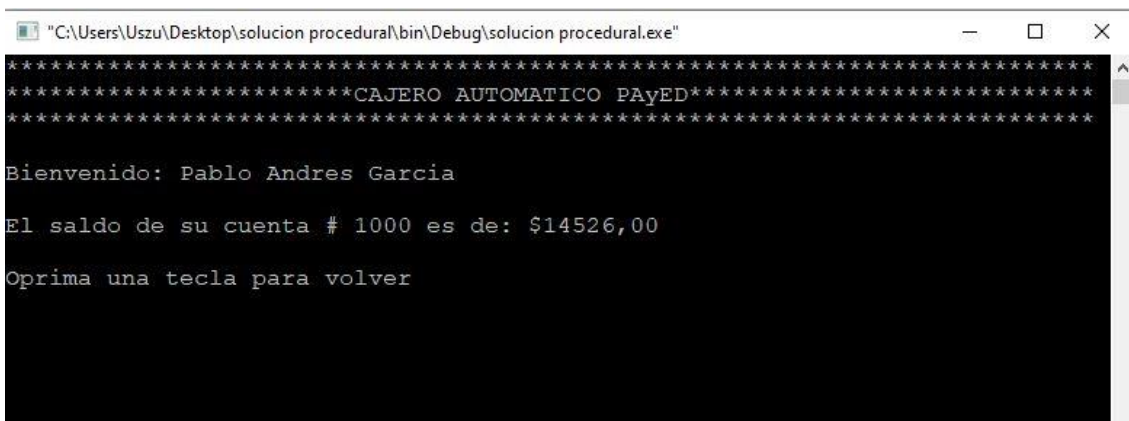 "C:\Users\Uszu\Desktop\solucion procedural\bin\Debug\solucion procedural.exe"
***************************************************************************
************************CAJERO AUTOMATICO PAyED****************************
***************************************************************************
Bienvenido: Pablo Andres Garcia
El saldo de su cuenta # 1000 es de: $14526,00
Oprima una tecla para volver